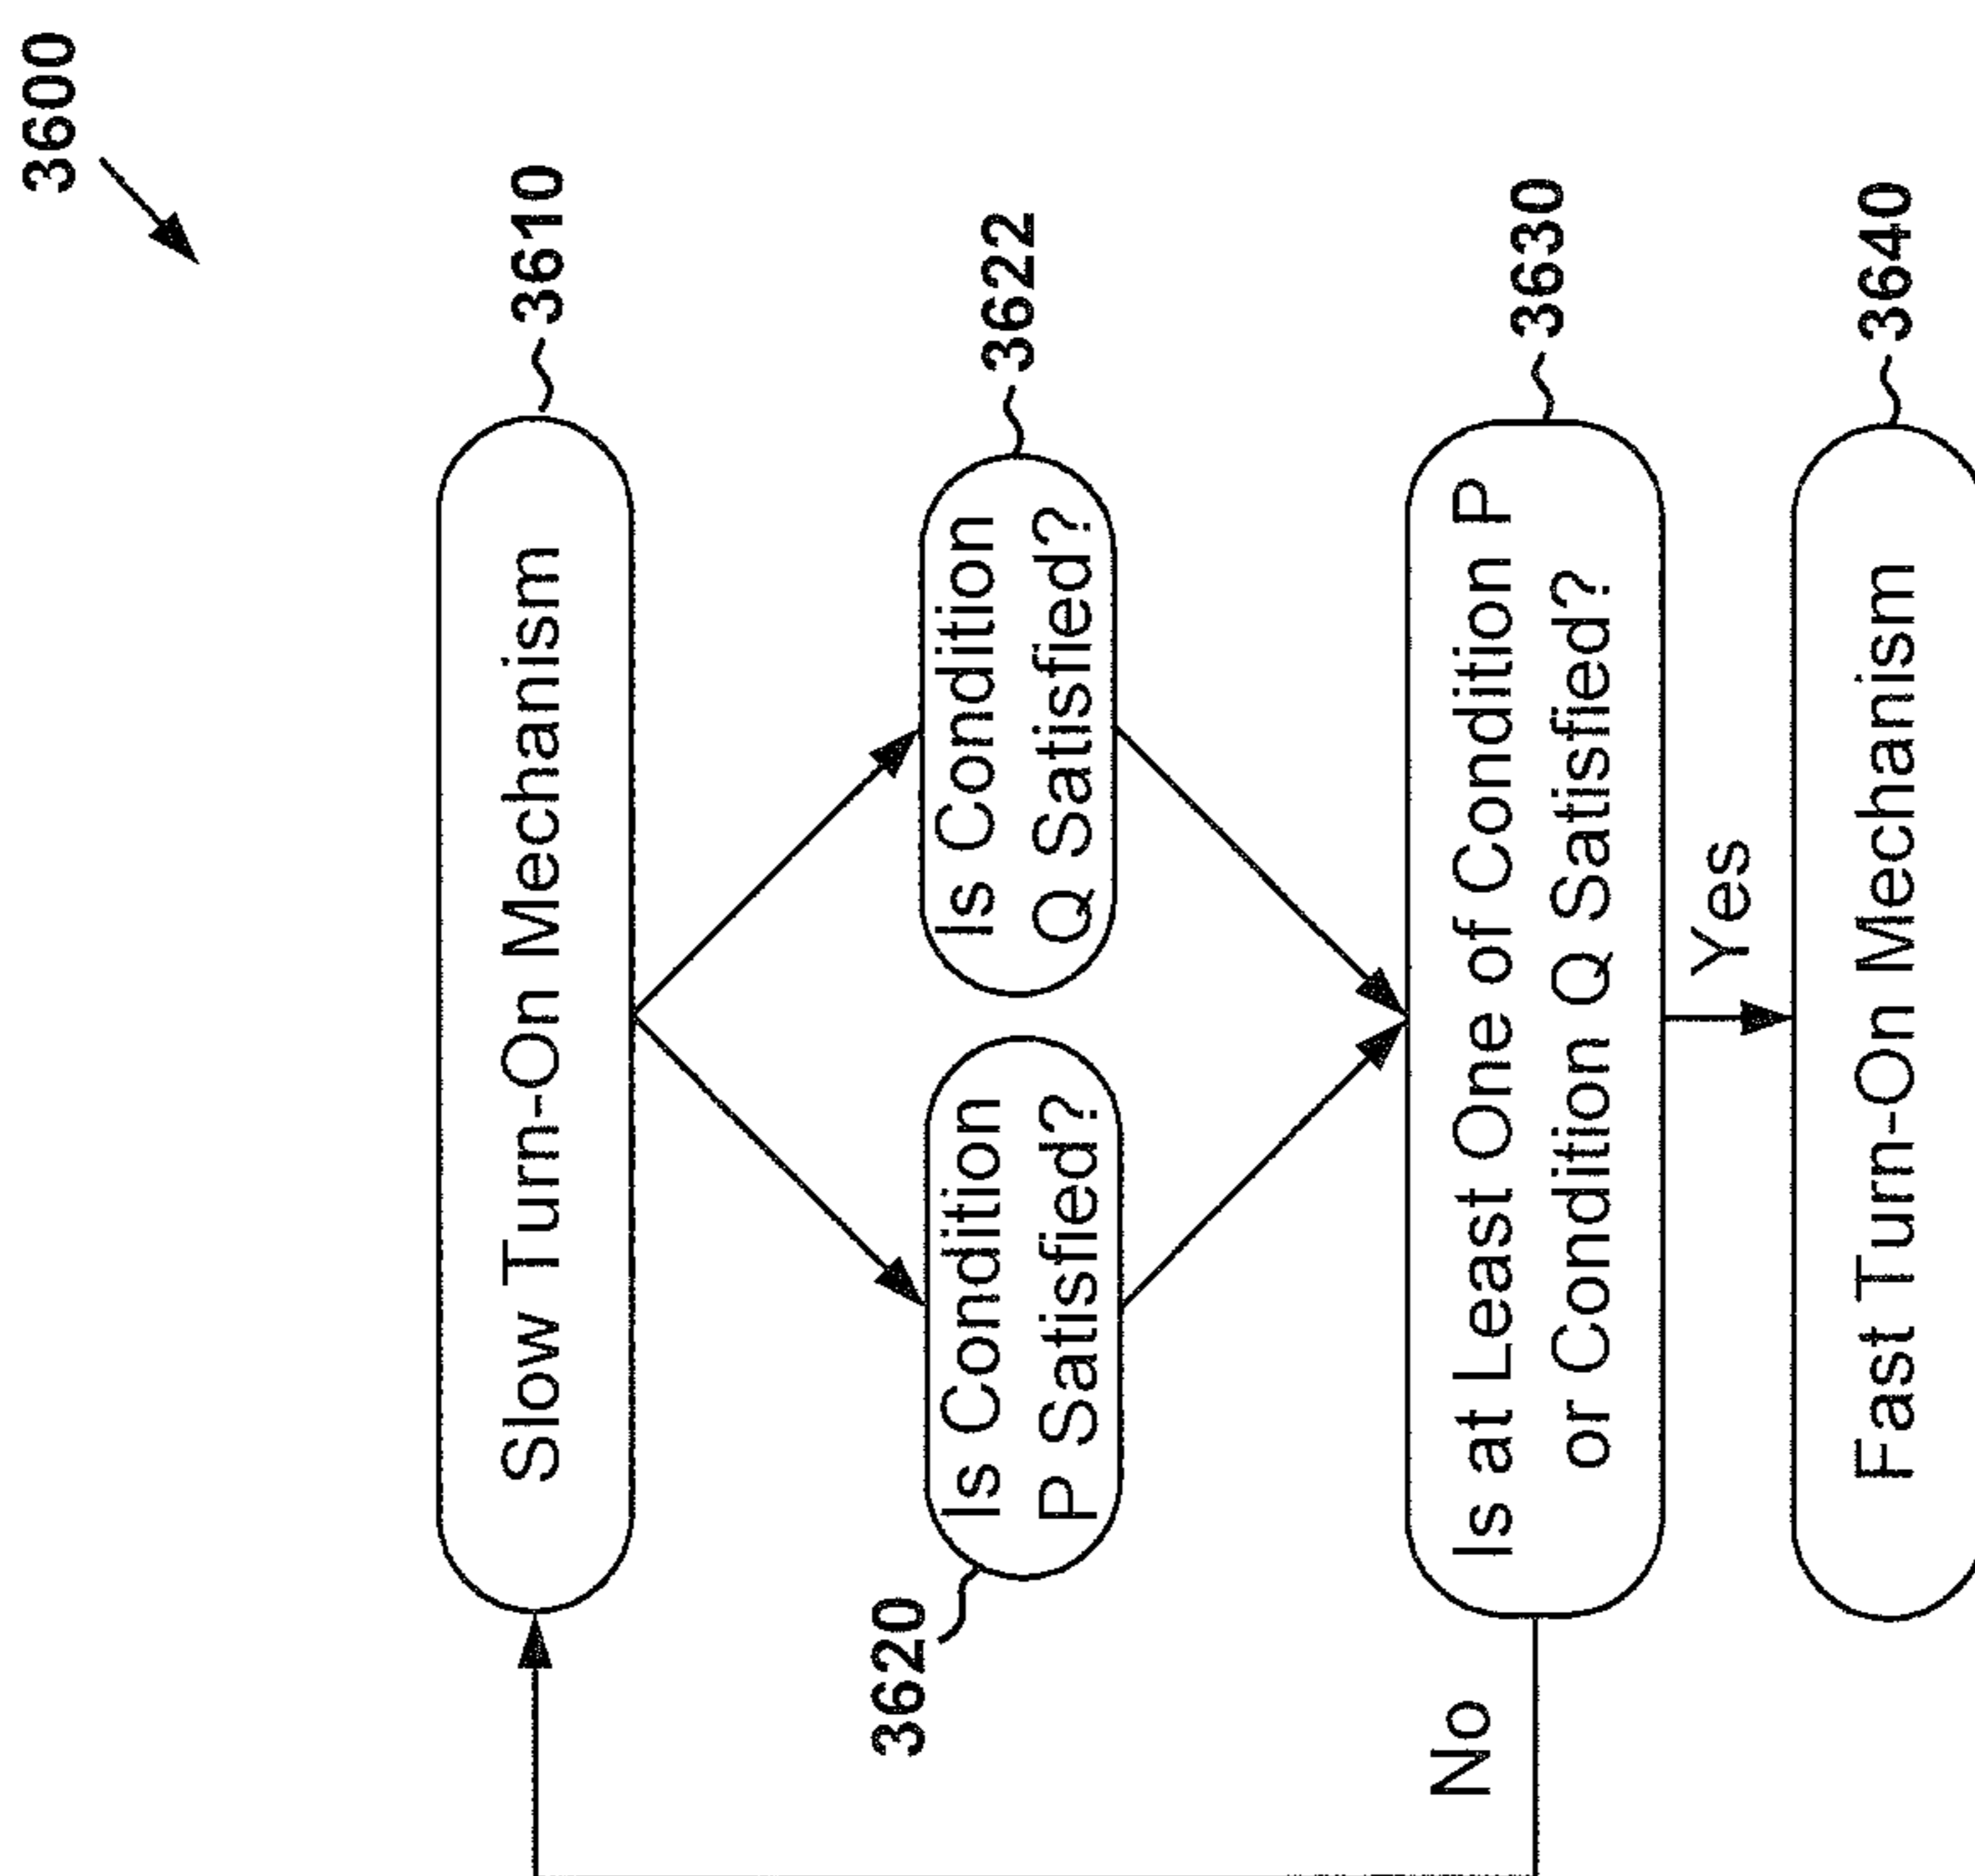 3600
Slow Turn-On Mechanism
3610
3620
Is Condition
P Satisfied?
Is Condition
Q Satisfied?
3622
Is at Least One of Condition P
or Condition Q Satisfied?
3630
No
Yes
Fast Turn-On Mechanism
3640